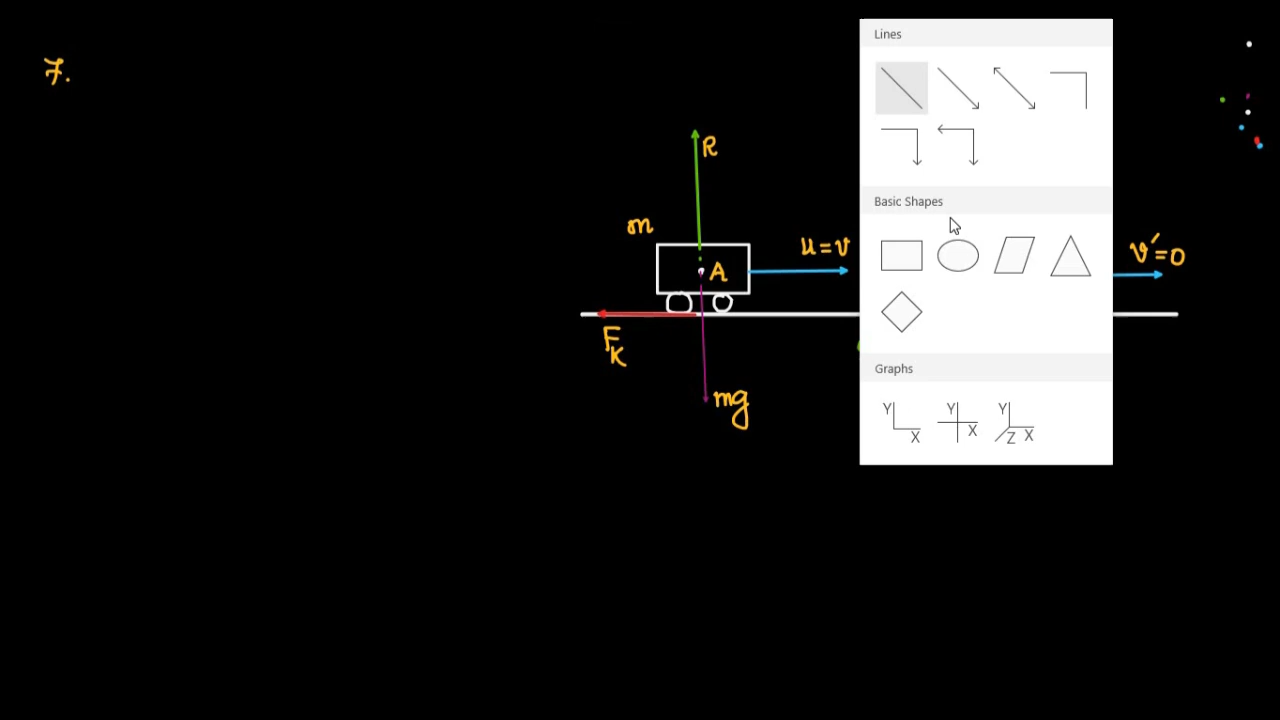 7.
R
m
u=v
A
v′=0
F
K
mg
Lines
Basic Shapes
Graphs
Y
X
Y
X
Y
Z X